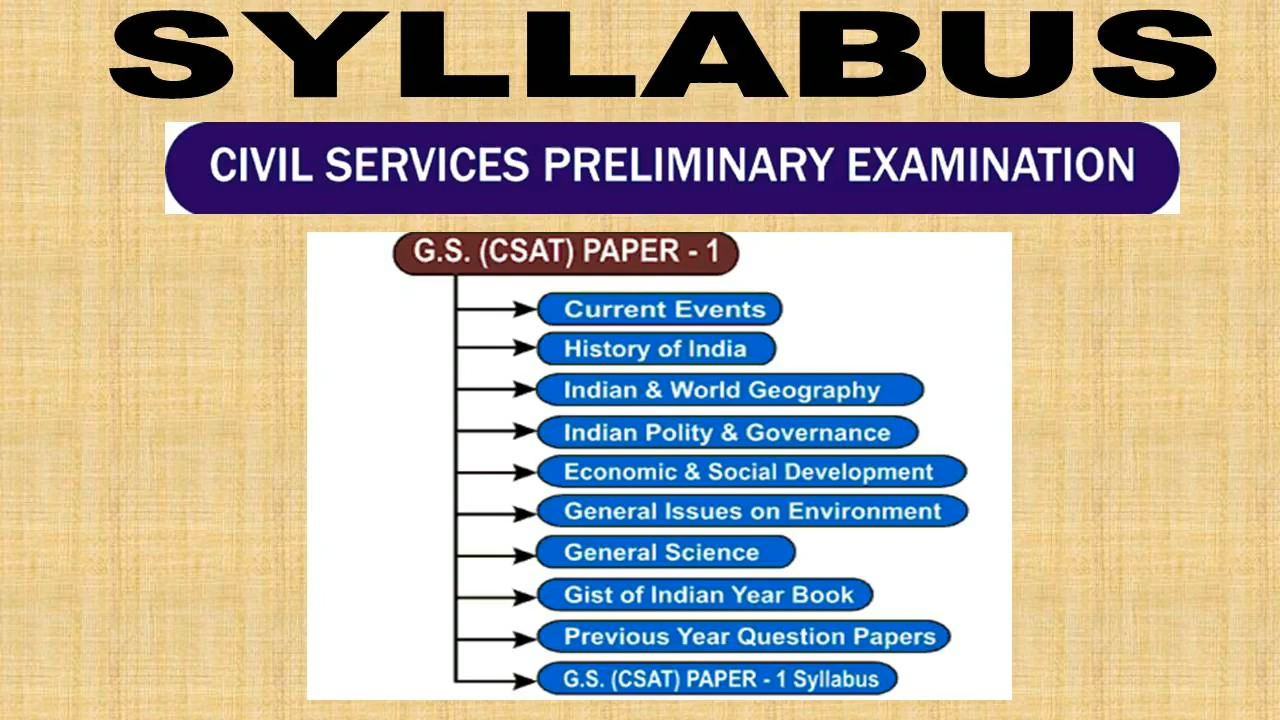 SYLLABUS
CIVIL SERVICES PRELIMINARY EXAMINATION
G.S. (CSAT) PAPER - 1
Current Events
History of India
Indian & World Geography
Indian Polity & Governance
Economic & Social Development
General Issues on Environment
General Science
Gist of Indian Year Book
Previous Year Question Papers
G.S. (CSAT) PAPER - 1 Syllabus